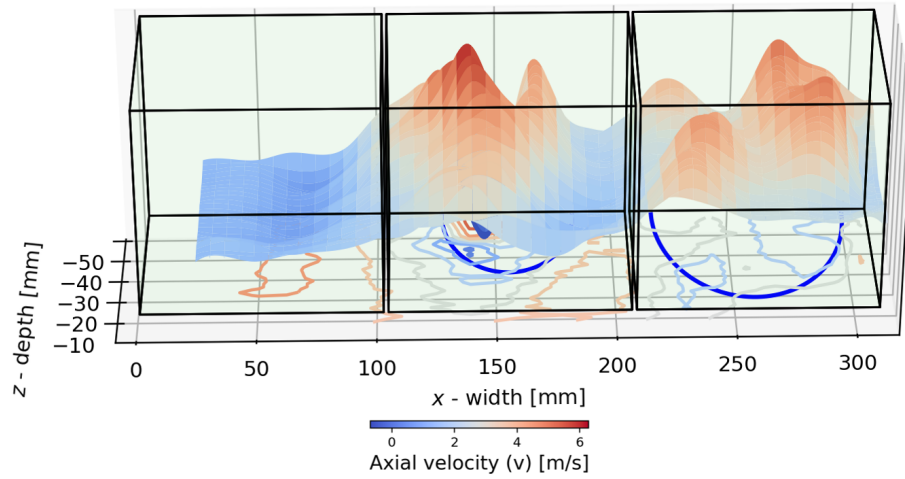 −50
−40
−30
−20
−10
z - depth [mm]
0 50 100 150 200 250 300
x - width [mm]
0 2 4 6
Axial velocity (v) [m/s]